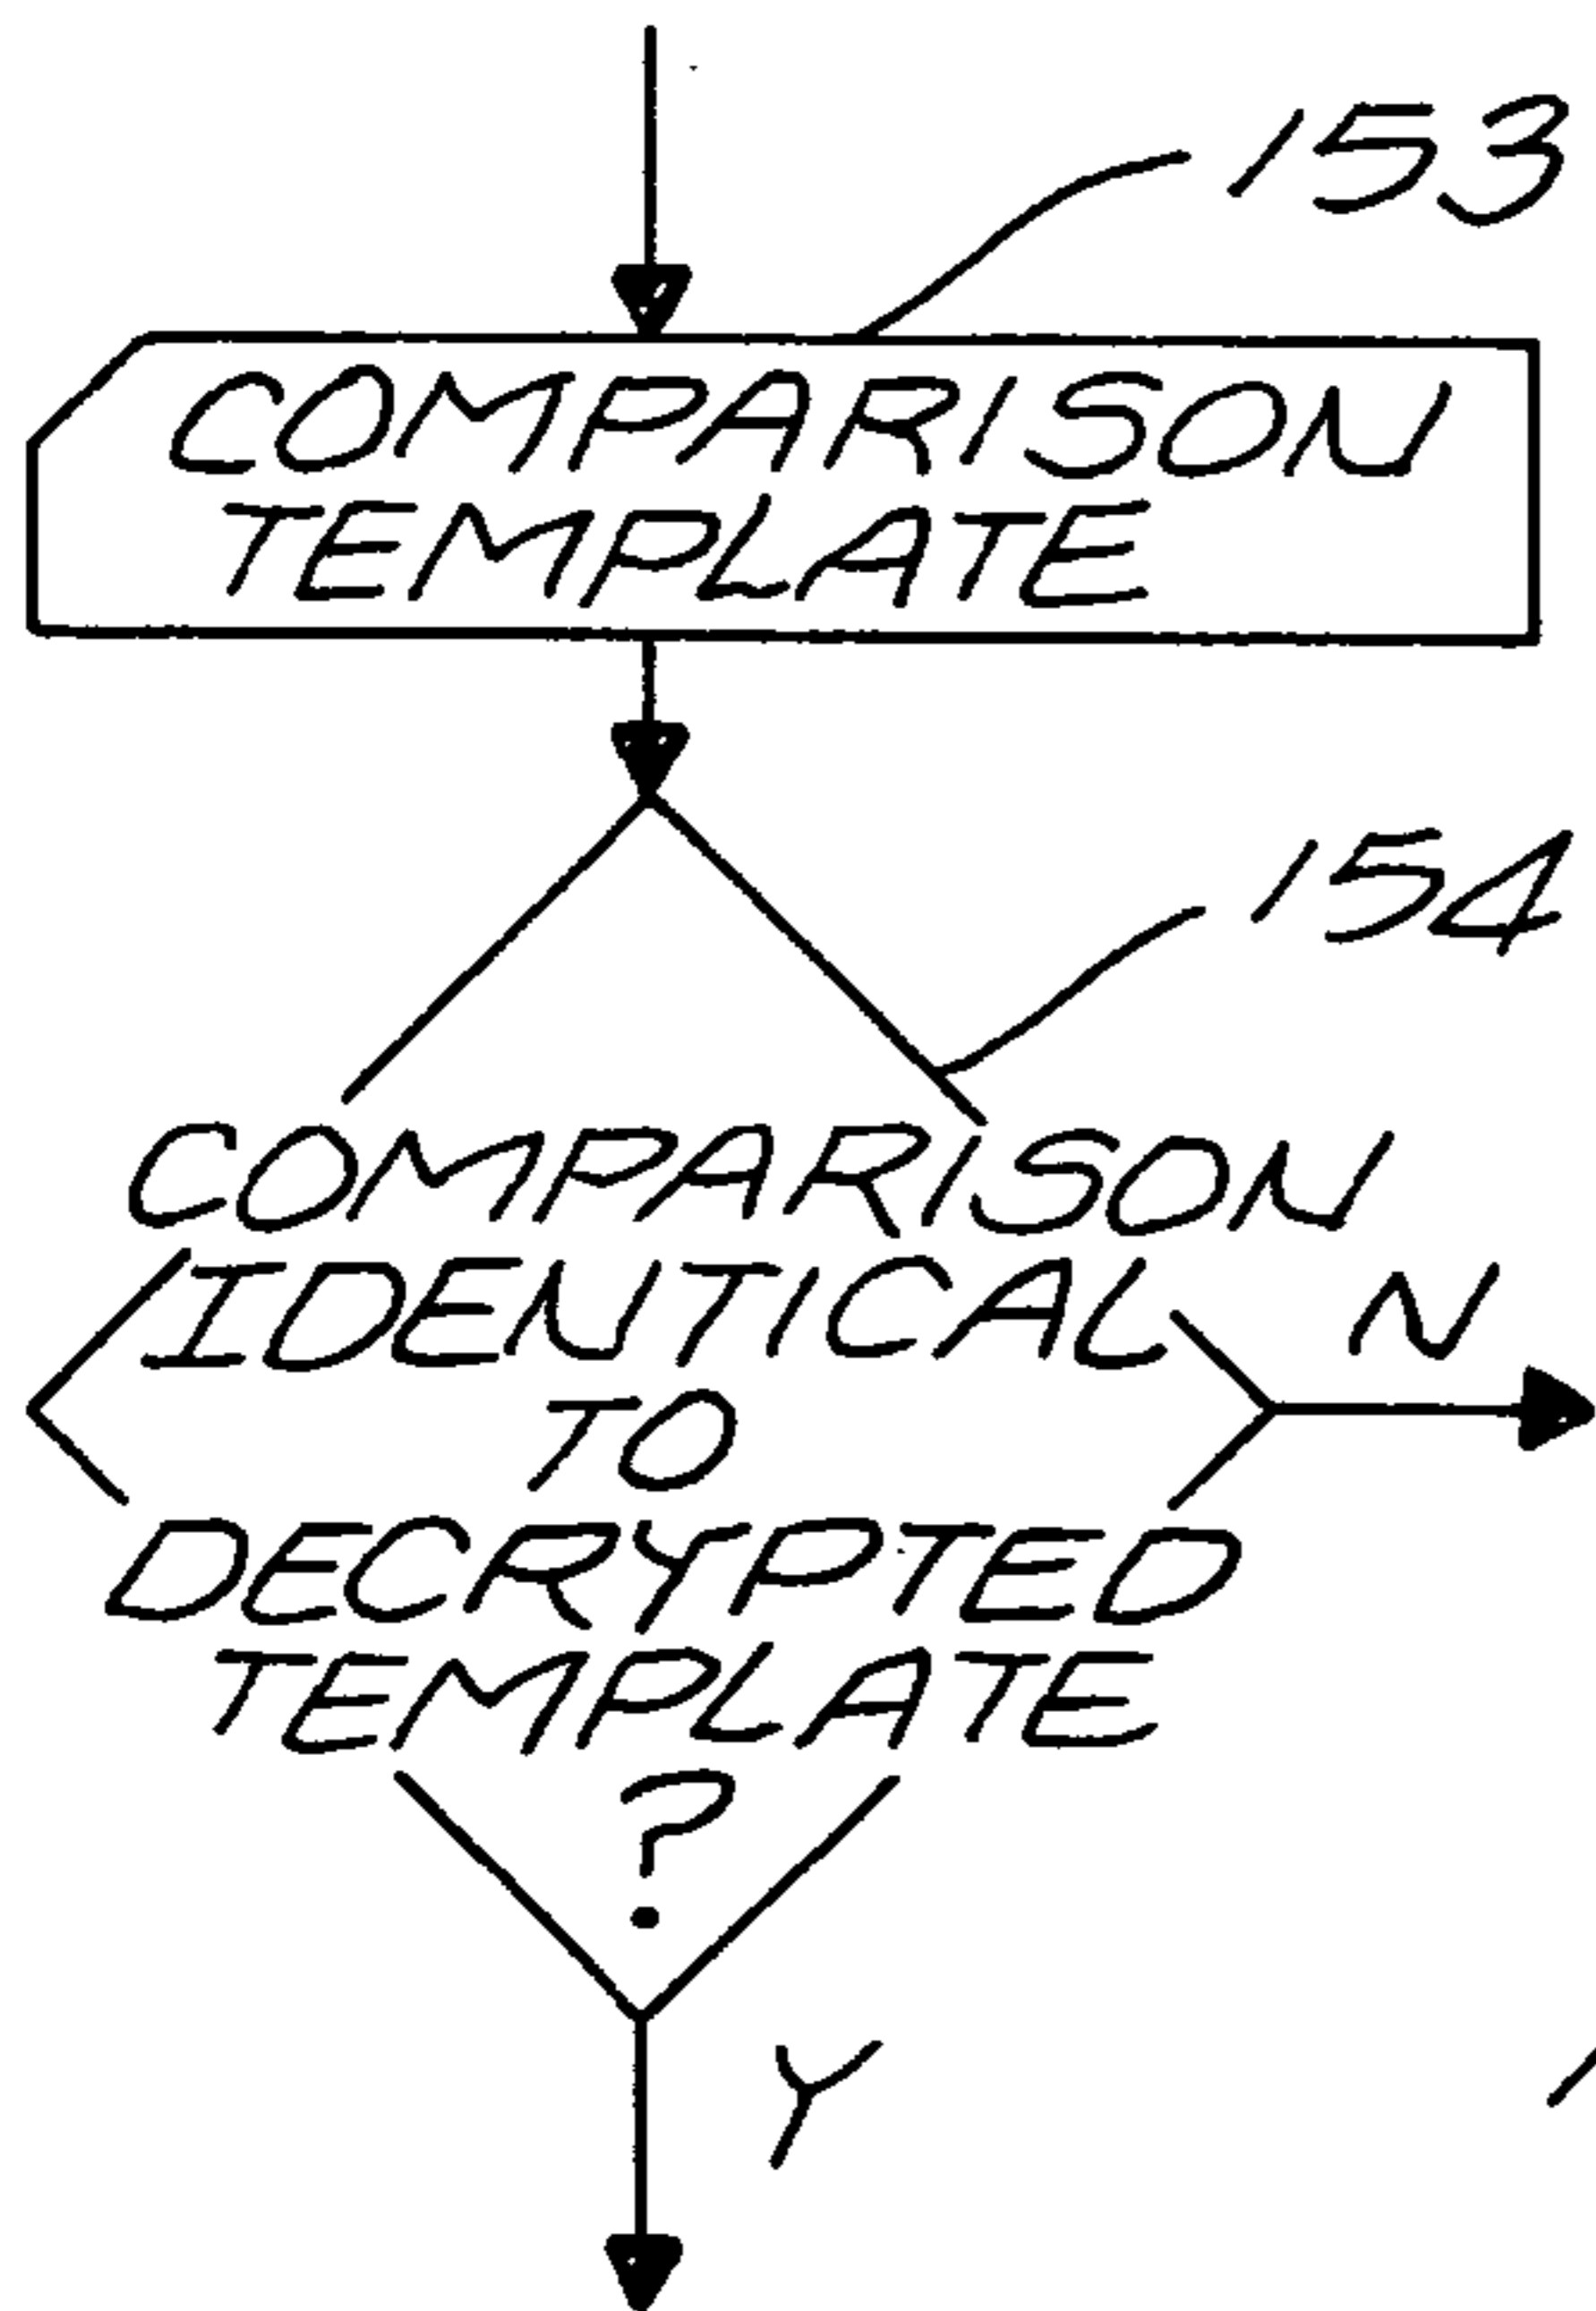 153
COMPARISON
TEMPLATE
154
COMPARISON
IDENTICAL N
TO
DECRYPTED
TEMPLATE
?
Y